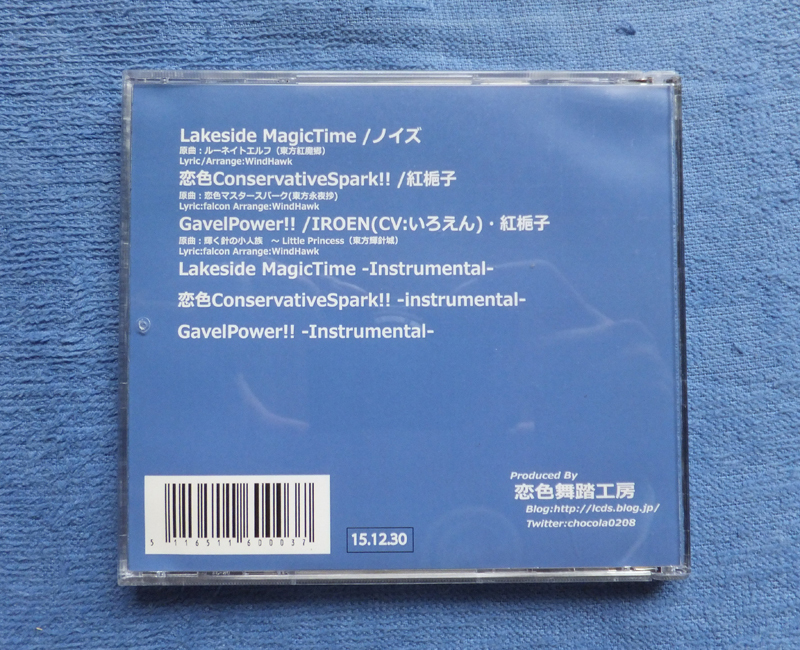 Lakeside MagicTime /ノイズ
原曲：ルーネイトエルフ（東方紅魔郷）
Lyric/Arrange:WindHawk
恋色ConservativeSpark!! /紅梔子
原曲：恋色マスタースパーク(東方永夜抄)
Lyric:falcon Arrange:WindHawk
GavelPower!! /IROEN(CV:いろえん)・紅梔子
原曲：輝く針の小人族　～ Little Princess（東方輝針城）
Lyric:falcon Arrange:WindHawk
Lakeside MagicTime -Instrumental-
恋色ConservativeSpark!! -instrumental-
GavelPower!! -Instrumental-
5 116511 600037
15.12.30
Produced By
恋色舞踏工房
Blog:http://lcds.blog.jp/
Twitter:chocola0208